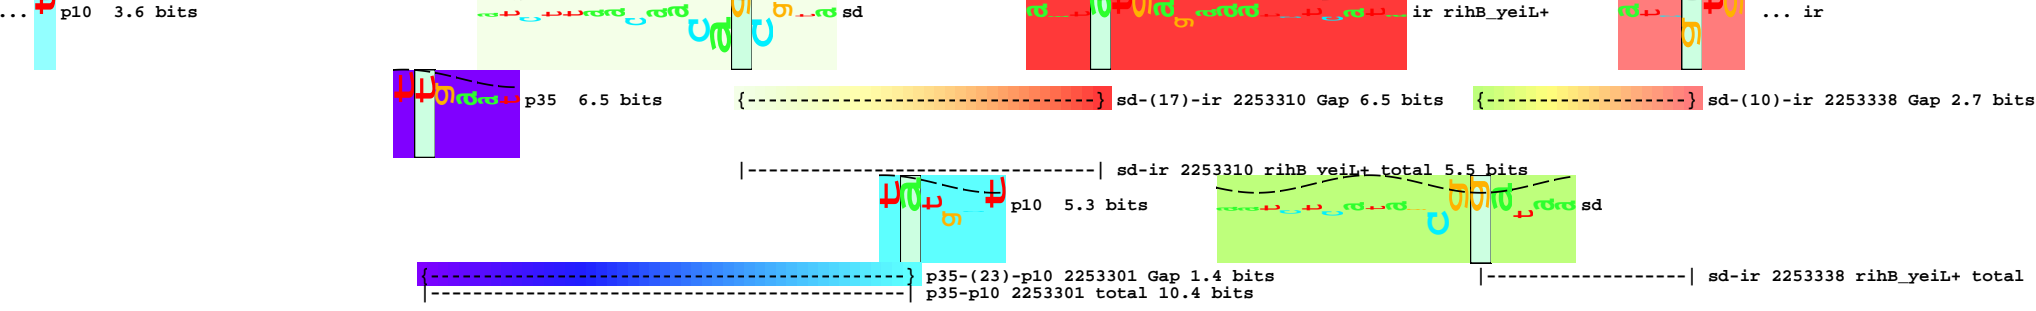 ... p10 3.6 bits sd ir rihB_yeiL+ ... ir
p35 6.5 bits {----------------------------------} sd-(17)-ir 2253310 Gap 6.5 bits {-------------------} sd-(10)-ir 2253338 Gap 2.7 bits
|----------------------------------| sd-ir 2253310 rihB_yeiL+ total 5.5 bits
p10 5.3 bits sd
{----------------------------------------------} p35-(23)-p10 2253301 Gap 1.4 bits |-------------------| sd-ir 2253338 rihB_yeiL+ total
|----------------------------------------------| p35-p10 2253301 total 10.4 bits